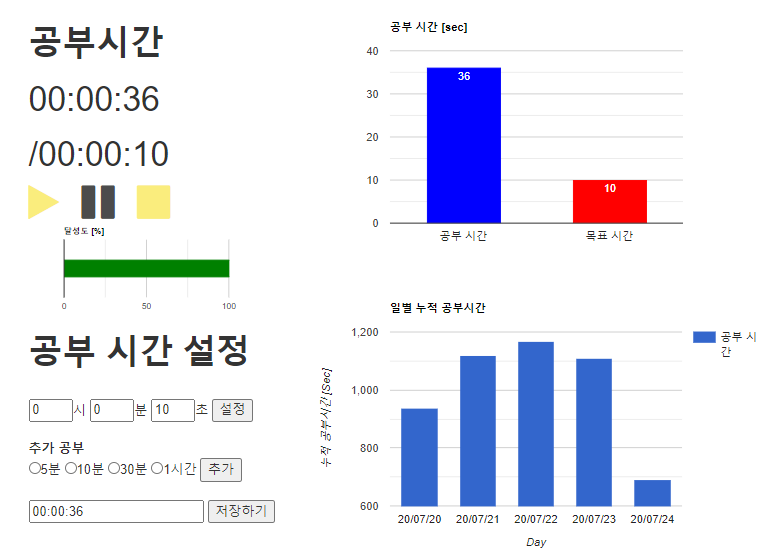 공부시간
00:00:36
/00:00:10
달성도 [%]
0 50 100
공부 시간 설정
0 시 0 분 10 초 설정
추가 공부
5분 10분 30분 1시간 추가
00:00:36 저장하기
공부 시간 [sec]
40
30
20
10
0
36
10
공부 시간 목표 시간
일별 누적 공부시간
누적 공부시간 [Sec]
1,200
1,000
800
600
20/07/20 20/07/21 20/07/22 20/07/23 20/07/24
Day
공부 시
간